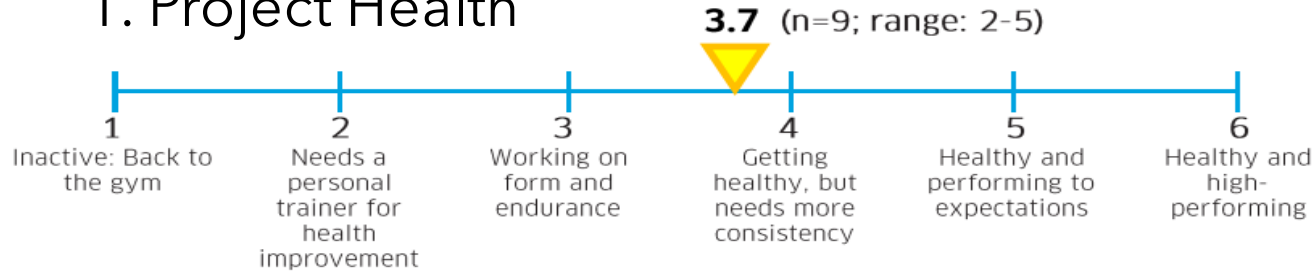 1. Project Health
3.7 (n=9; range: 2-5)
1
Inactive: Back to
the gym
2
Needs a
personal
trainer for
health
improvement
3
Working on
form and
endurance
4
Getting
healthy, but
needs more
consistency
5
Healthy and
performing to
expectations
6
Healthy and
high-
performing